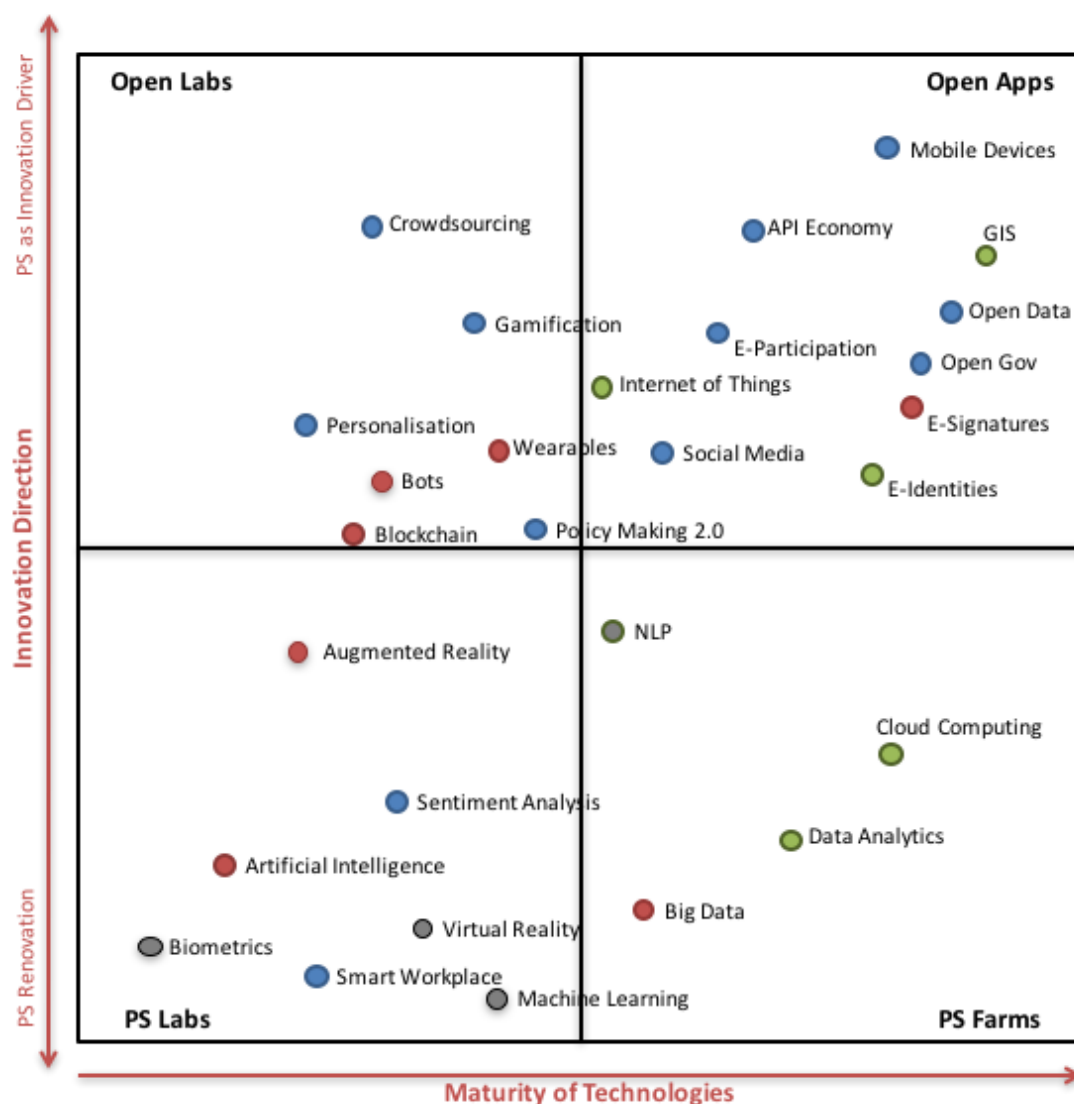 PS as Innovation Driver
Innovation Direction
PS Renovation
Open Labs
Open Apps
Mobile Devices
Crowdsourcing
API Economy
GIS
Open Data
Gamification
E-Participation
Open Gov
Internet of Things
E-Signatures
Personalisation
Wearables
Social Media
Bots
E-Identities
Blockchain
Policy Making 2.0
NLP
Augmented Reality
Cloud Computing
Sentiment Analysis
Data Analytics
Artificial Intelligence
Big Data
Virtual Reality
Biometrics
Smart Workplace
Machine Learning
PS Labs
PS Farms
Maturity of Technologies